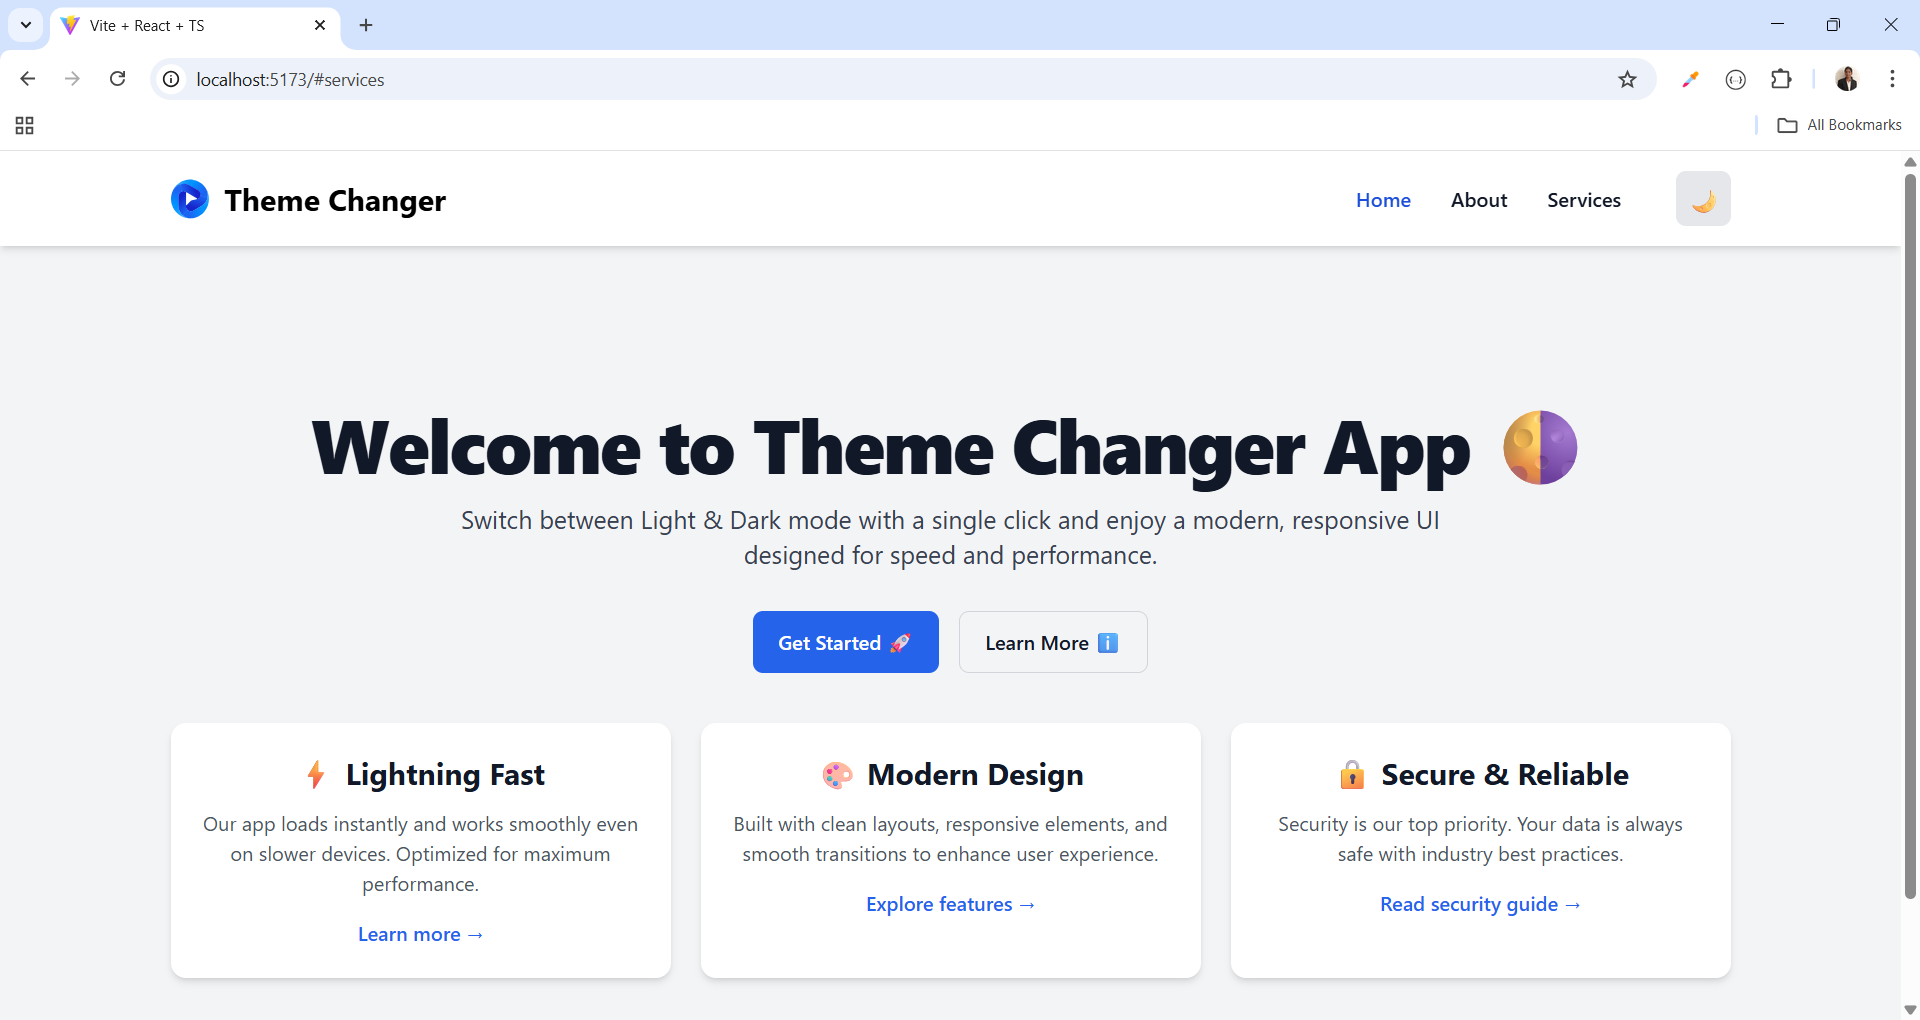 Vite + React + TS
localhost:5173/#services
All Bookmarks
Theme Changer
Home
About
Services
Welcome to Theme Changer App
Switch between Light & Dark mode with a single click and enjoy a modern, responsive UI
designed for speed and performance.
Get Started
Learn More
Lightning Fast
Our app loads instantly and works smoothly even
on slower devices. Optimized for maximum
performance.
Learn more →
Modern Design
Built with clean layouts, responsive elements, and
smooth transitions to enhance user experience.
Explore features →
Secure & Reliable
Security is our top priority. Your data is always
safe with industry best practices.
Read security guide →